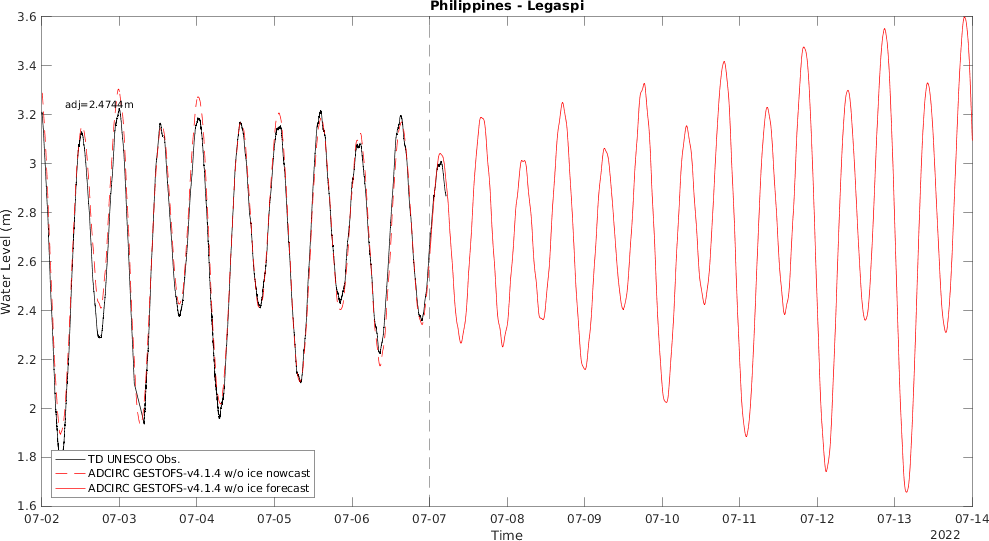 Philippines - Legaspi
3.6
3.4
3.2
3
2.8
2.6
2.4
2.2
2
1.8
1.6
Water Level (m)
adj=2.4744m
TD UNESCO Obs.
ADCIRC GESTOFS-v4.1.4 w/o ice nowcast
ADCIRC GESTOFS-v4.1.4 w/o ice forecast
07-02 07-03 07-04 07-05 07-06 07-07 07-08 07-09 07-10 07-11 07-12 07-13 07-14
Time
2022